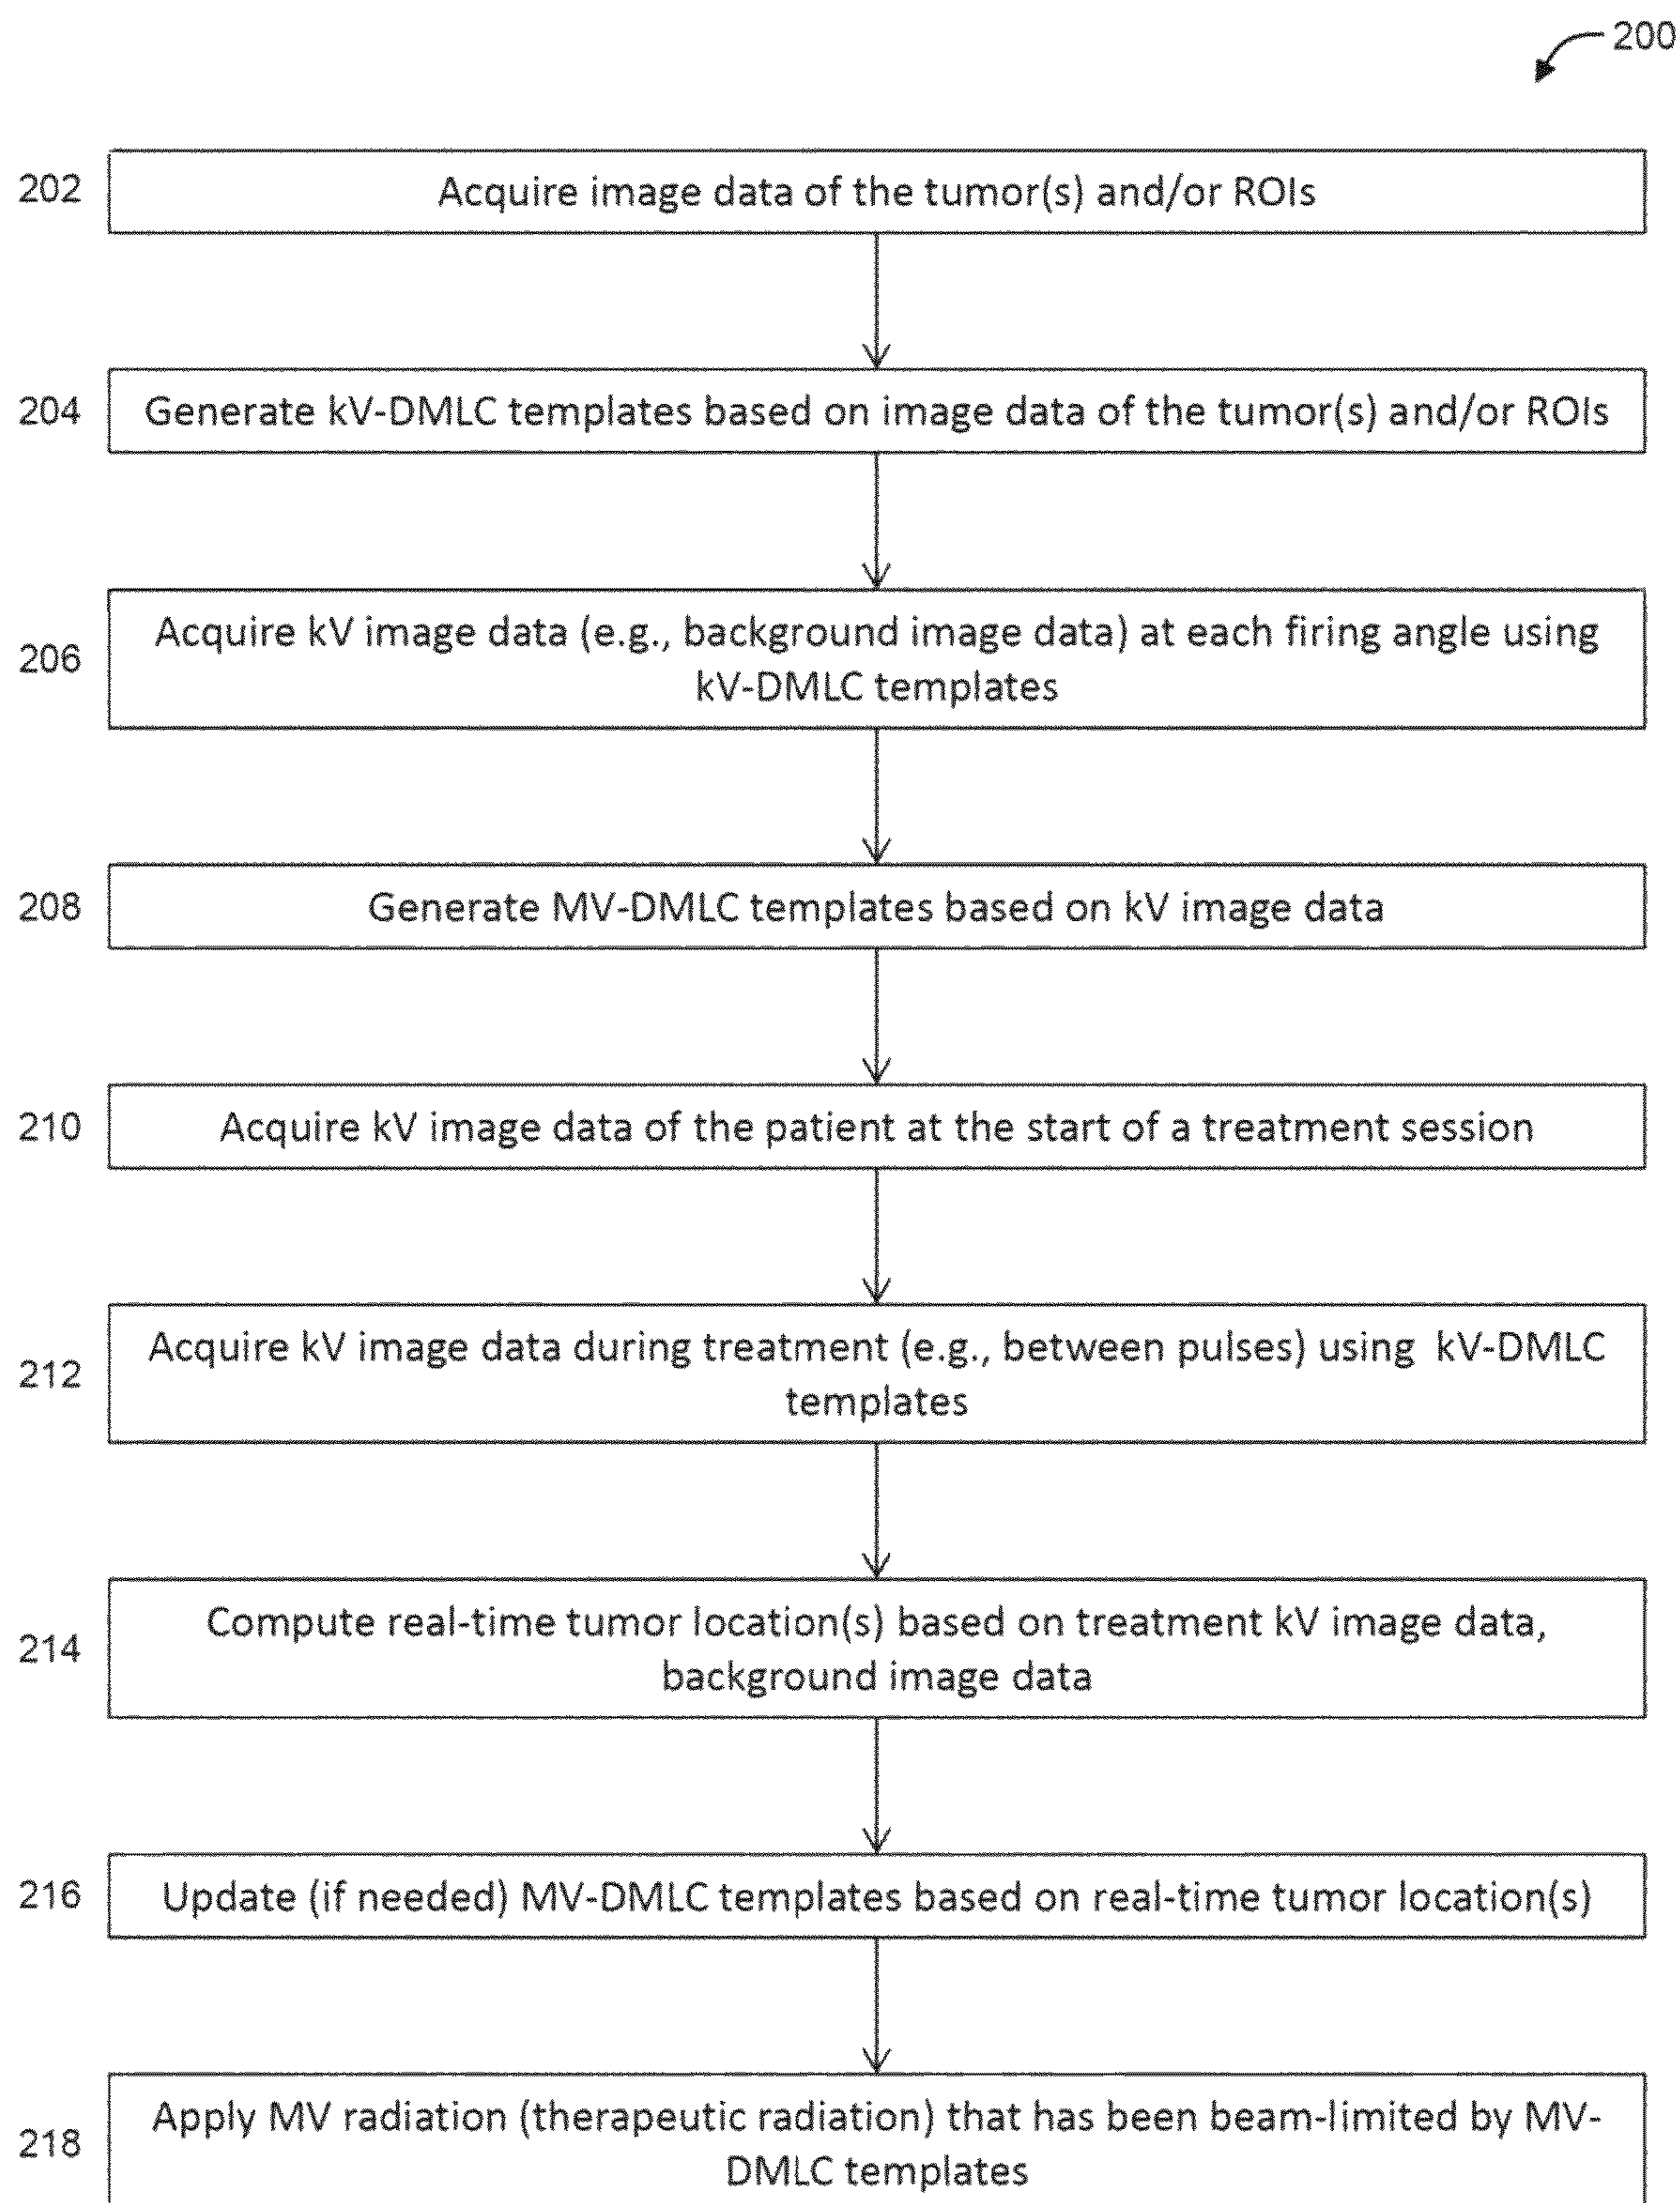 200
202
Acquire image data of the tumor(s) and/or ROIs
204
Generate kV-DMLC templates based on image data of the tumor(s) and/or ROIs
206
Acquire kV image data (e.g., background image data) at each firing angle using
kV-DMLC templates
208
Generate MV-DMLC templates based on kV image data
210
Acquire kV image data of the patient at the start of a treatment session
212
Acquire kV image data during treatment (e.g., between pulses) using kV-DMLC
templates
214
Compute real-time tumor location(s) based on treatment kV image data,
background image data
216
Update (if needed) MV-DMLC templates based on real-time tumor location(s)
218
Apply MV radiation (therapeutic radiation) that has been beam-limited by MV-
DMLC templates